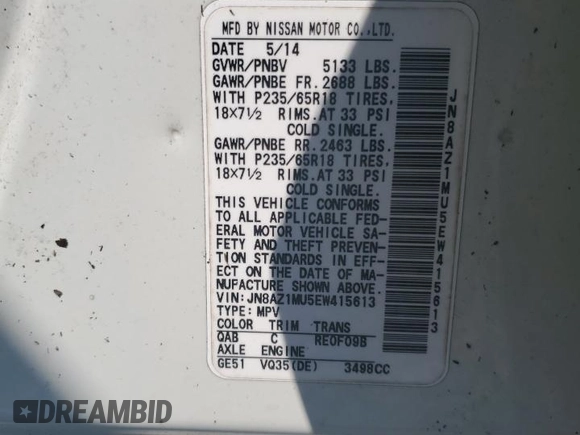 MFD BY NISSAN MOTOR CO.,LTD.
DATE 5/14
GVWR/PNBV 5133 LBS.
GAWR/PNBE FR. 2688 LBS.
WITH P235/65R18 TIRES,
18X7½ RIMS. AT 33 PSI
COLD SINGLE.
GAWR/PNBE RR. 2463 LBS.
WITH P235/65R18 TIRES,
18X7½ RIMS. AT 33 PSI
COLD SINGLE.
THIS VEHICLE CONFORMS
TO ALL APPLICABLE FED-
ERAL MOTOR VEHICLE SA-
FETY AND THEFT PREVEN-
TION STANDARDS IN EFF-
ECT ON THE DATE OF MA-
NUFACTURE SHOWN ABOVE.
VIN:JN8AZ1MU5EW415613
TYPE: MPV
COLOR TRIM TRANS
QAB C RE0F09B
AXLE ENGINE
GE51 VQ35(DE) 3498CC
JN8AZ1MU5EW415613
DREAMBID